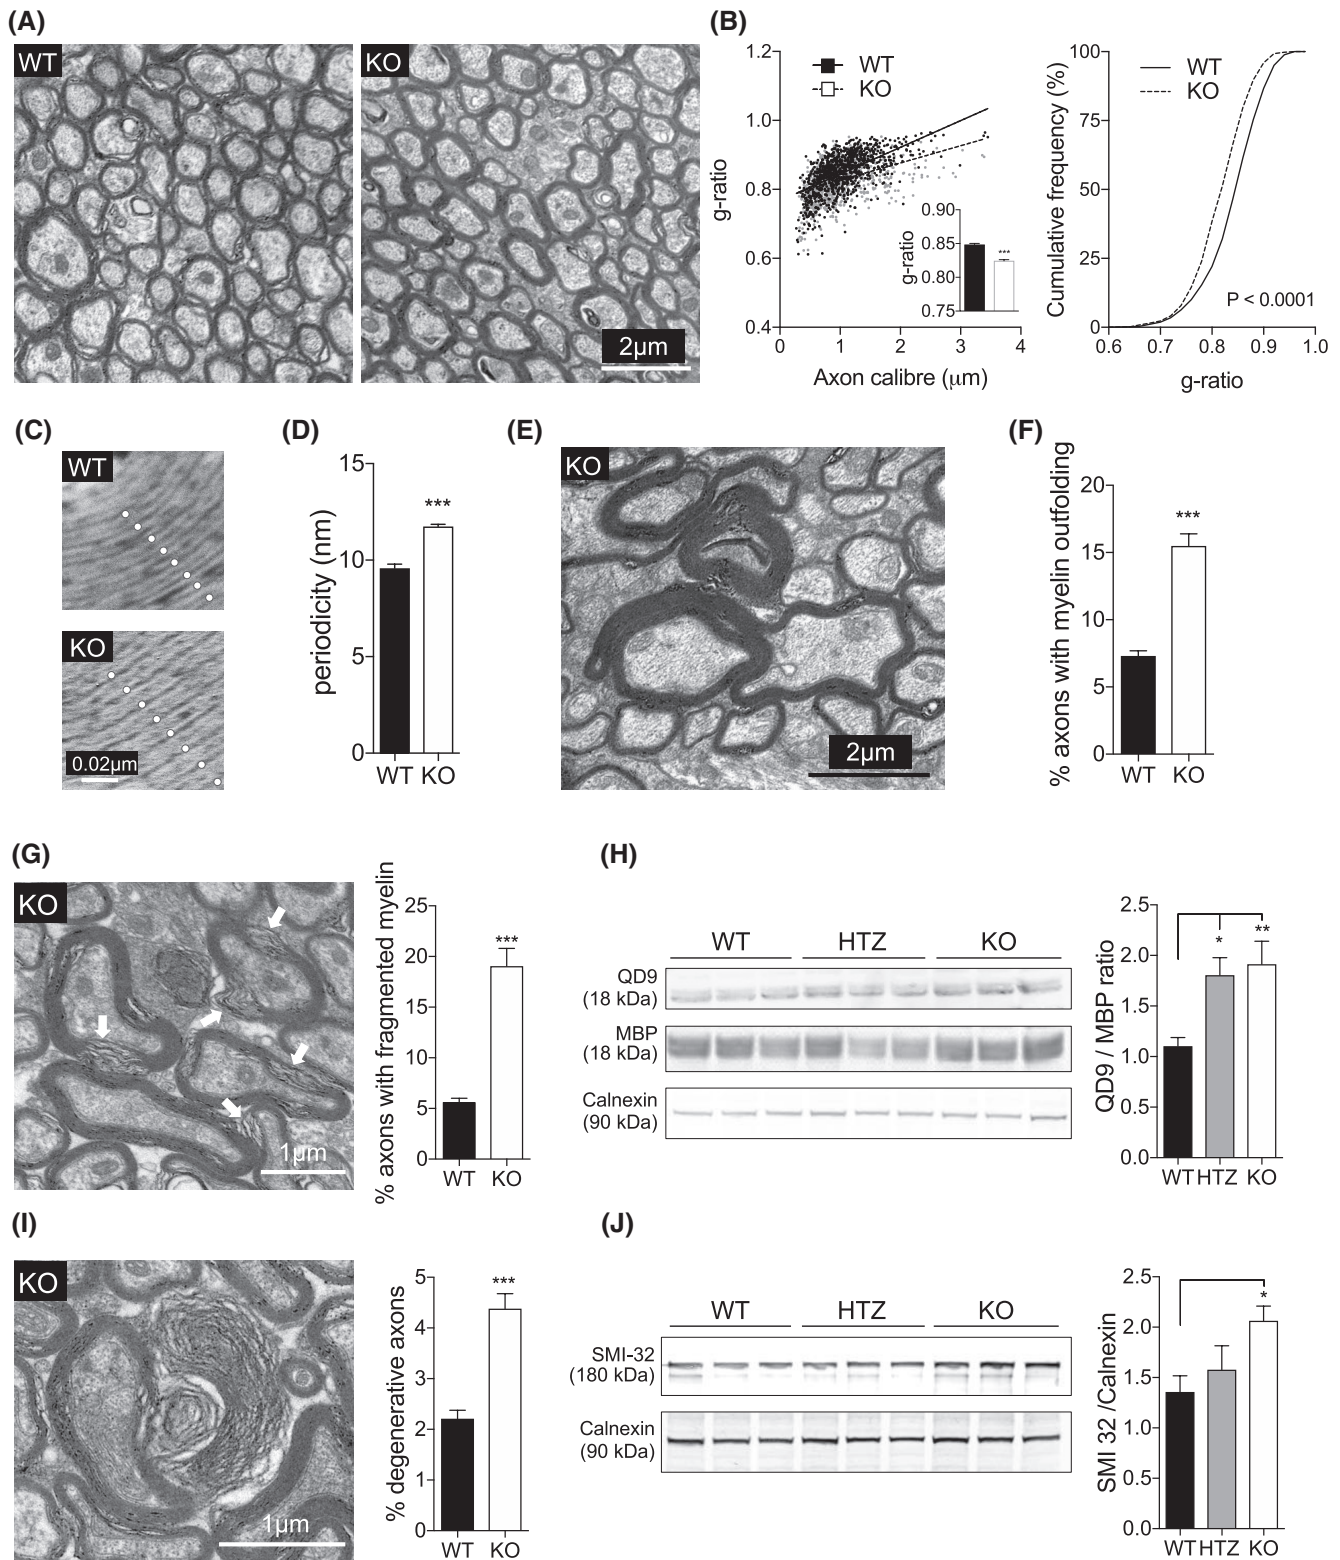 (A)
WT
KO
2μm
(B)
1.2
1.0
0.8
0.6
0.4
g-ratio
WT
KO
0.90
0.85
0.80
0.75
g-ratio
***
0 1 2 3 4
Axon calibre (μm)
100
75
50
25
0
Cumulative frequency (%)
WT
KO
P < 0.0001
0.6 0.7 0.8 0.9 1.0
g-ratio
(C)
WT
KO
0.02μm
(D)
15
10
5
0
periodicity (nm)
***
WT KO
(E)
KO
2μm
(F)
20
15
10
5
0
% axons with myelin outfolding
***
WT KO
(G)
KO
1μm
25
20
15
10
5
0
% axons with fragmented myelin
***
WT KO
(H)
WT HTZ KO
QD9
(18 kDa)
MBP
(18 kDa)
Calnexin
(90 kDa)
2.5
2.0
1.5
1.0
0.5
0.0
QD9 / MBP ratio
* **
WT HTZ KO
(I)
KO
1μm
5
4
3
2
1
0
% degenerative axons
***
WT KO
(J)
WT HTZ KO
SMI-32
(180 kDa)
Calnexin
(90 kDa)
2.5
2.0
1.5
1.0
0.5
0.0
SMI 32 /Calnexin
*
WT HTZ KO